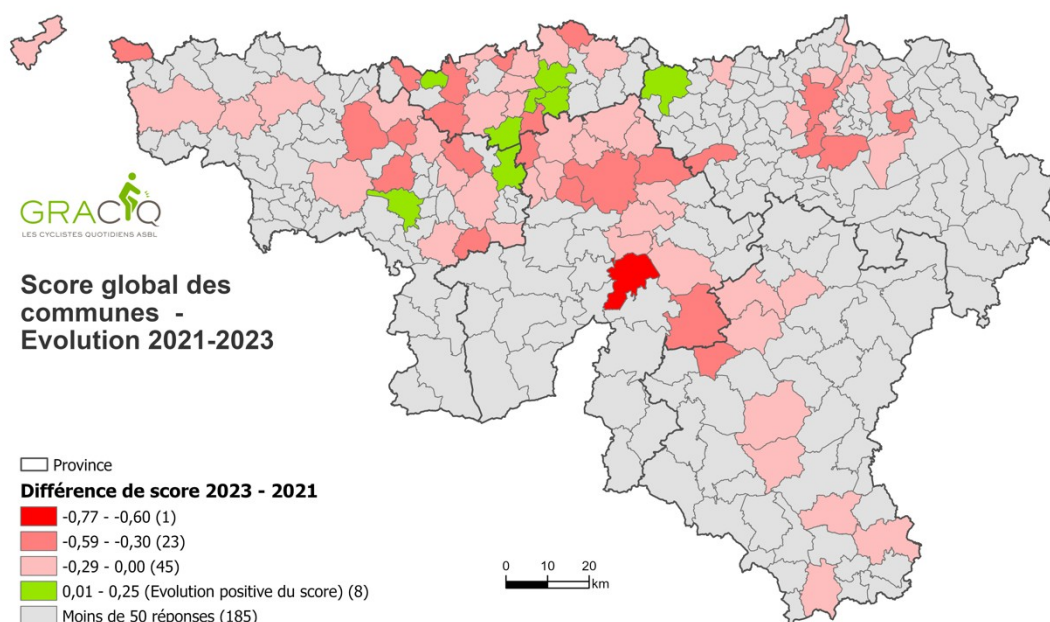 GRACQ
LES CYCLISTES QUOTIDIENS ASBL
Score global des
communes -
Evolution 2021-2023
Province
Différence de score 2023 - 2021
-0,77 - -0,60 (1)
-0,59 - -0,30 (23)
-0,29 - 0,00 (45)
0,01 - 0,25 (Evolution positive du score) (8)
Moins de 50 réponses (185)
0 10 20
km